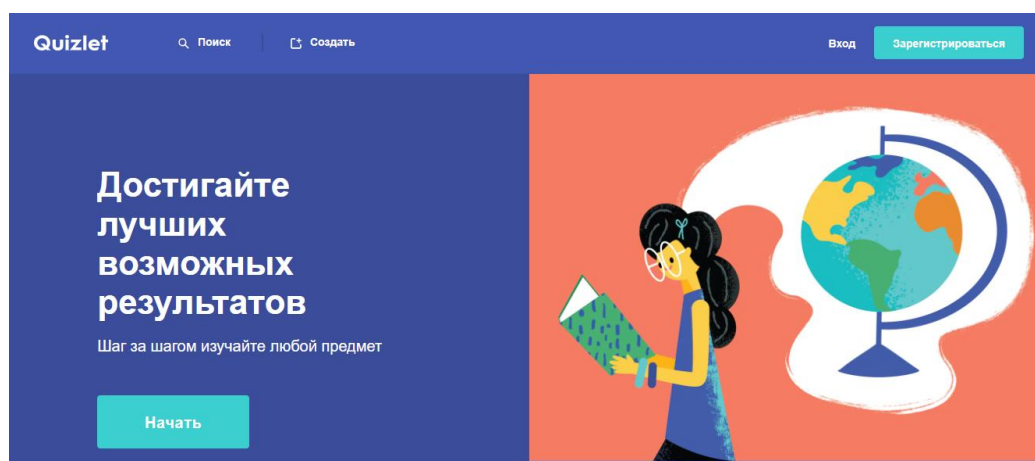 Quizlet Поиск Создать Вход Зарегистрироваться
Достигайте
лучших
возможных
результатов
Шаг за шагом изучайте любой предмет
Начать